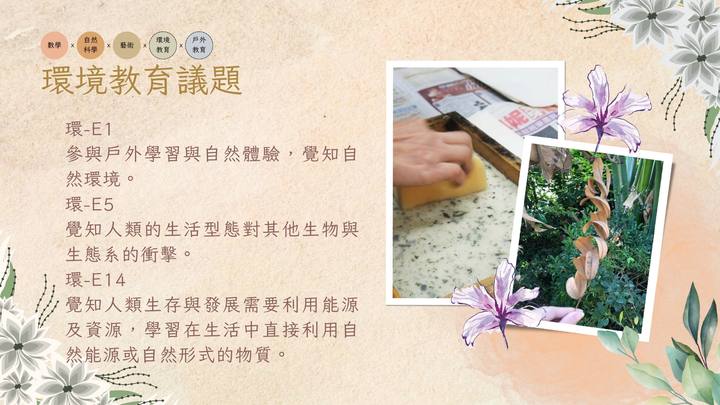 數學 x 自然科學 x 藝術 x 環境教育 x 戶外教育
環境教育議題
環-E1
參與戶外學習與自然體驗，覺知自
然環境。
環-E5
覺知人類的生活型態對其他生物與
生態系的衝擊。
環-E14
覺知人類生存與發展需要利用能源
及資源，學習在生活中直接利用自
然能源或自然形式的物質。